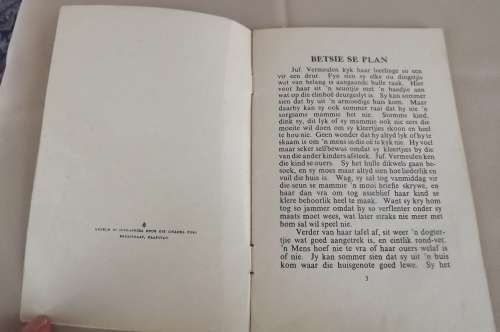 BETSIE SE PLAN
Juf. Vermeulen kyk haar leerlinge so een
vir een deur. Fyn sien sy elke ou dingetjie
wat van belang is aangaande hulle raak. Hier
voor haar sit 'n seuntjie met 'n bandjie aan
wat op die elmboë deurgeslyt is. Sy kan sommer
sien dat hy uit 'n armoedige huis kom. Maar
daarby kan sy ook sommer raai dat hy nie 'n
sorgsame mammie het nie. Stomme kind,
dink sy, dit lyk of sy mammie ook nie eers die
moeite wil doen om sy kleertjies skoon en heel
te hou nie. Geen wonder dat hy altyd lyk of hy te
skaam is om 'n mens in die oë te kyk nie. Hy voel
maar seker selfbewus omdat sy kleertjies by die
van die ander kinders afsteek. Juf. Vermeulen ken
die kind se ouers. Sy het hulle dikwels gaan be-
soek, en sy moes maar altyd sien hoe liederlik en
vuil die huis is. Wag, sy sal tog vanmiddag vir
die seun se mammie 'n mooi briefie skrywe, en
haar dan vra om tog asseblief haar kind se
klere behoorlik heel te maak. Want sy kry hom
tog so jammer omdat hy so verflenter onder sy
maats moet wees, wat later straks nie meer met
hom sal wil speel nie.
Verder van haar tafel af, sit weer 'n dogter-
tjie wat goed aangetrek is, en eintlik rond-vet.
'n Mens hoef nie te vra of haar ouers welaf is
of nie. Jy kan sommer sien dat sy uit 'n huis
kom waar die huisgenote goed lewe. Sy het
3